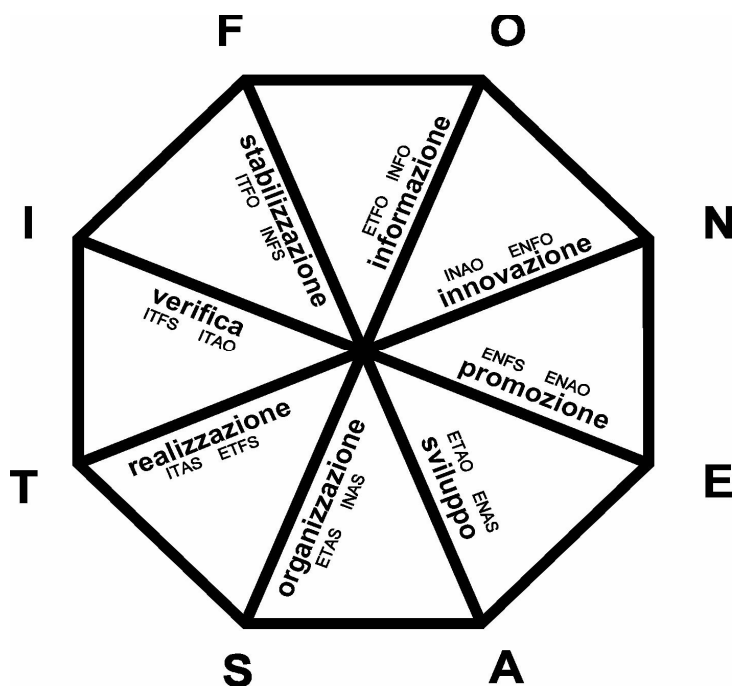 F
O
stabilizzazione
ITFO INFS
ETFO INFO
informazione
I
N
INAO ENFO
innovazione
verifica
ITFS ITAO
ENFS ENAO
promozione
realizzazione
ITAS ETFS
organizzazione
ETAS INAS
ETAO ENAS
sviluppo
T
E
S
A